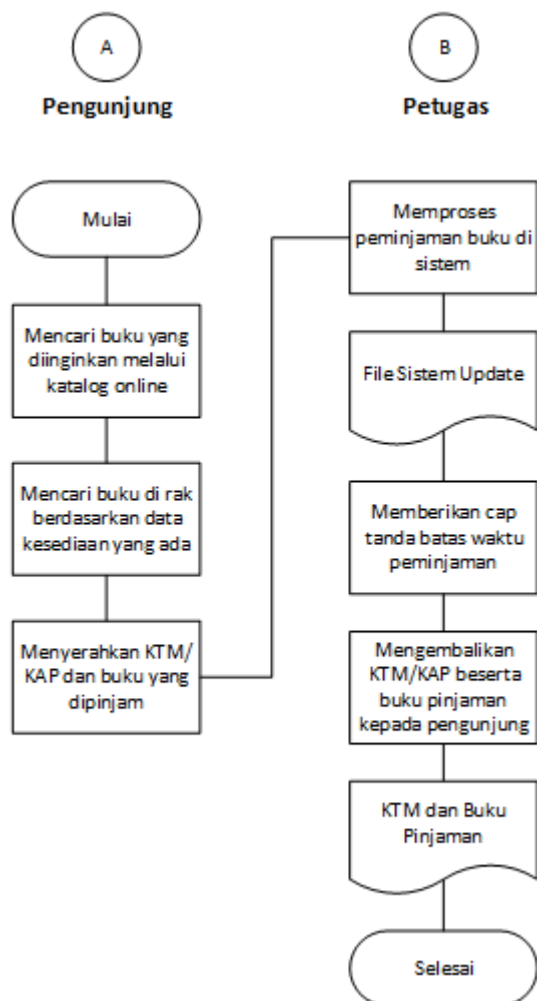 A
Pengunjung
Mulai
Mencari buku yang
diinginkan melalui
katalog online
Mencari buku di rak
berdasarkan data
kesediaan yang ada
Menyerahkan KTM/
KAP dan buku yang
dipinjam
B
Petugas
Memproses
peminjaman buku di
sistem
File Sistem Update
Memberikan cap
tanda batas waktu
peminjaman
Mengembalikan
KTM/KAP beserta
buku pinjaman
kepada pengunjung
KTM dan Buku
Pinjaman
Selesai